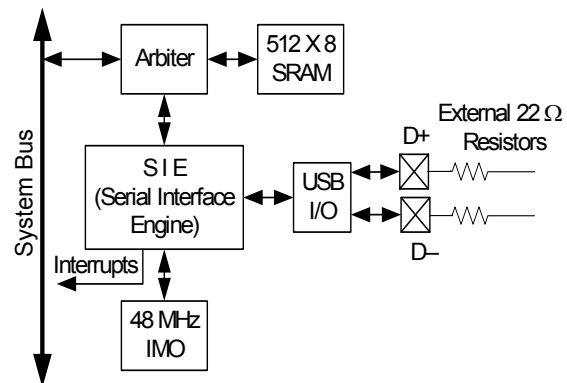 System Bus
Arbiter
512 X 8
SRAM
External 22 Ω
Resistors
D+
S I E
(Serial Interface
Engine)
USB
I/O
D–
Interrupts
48 MHz
IMO